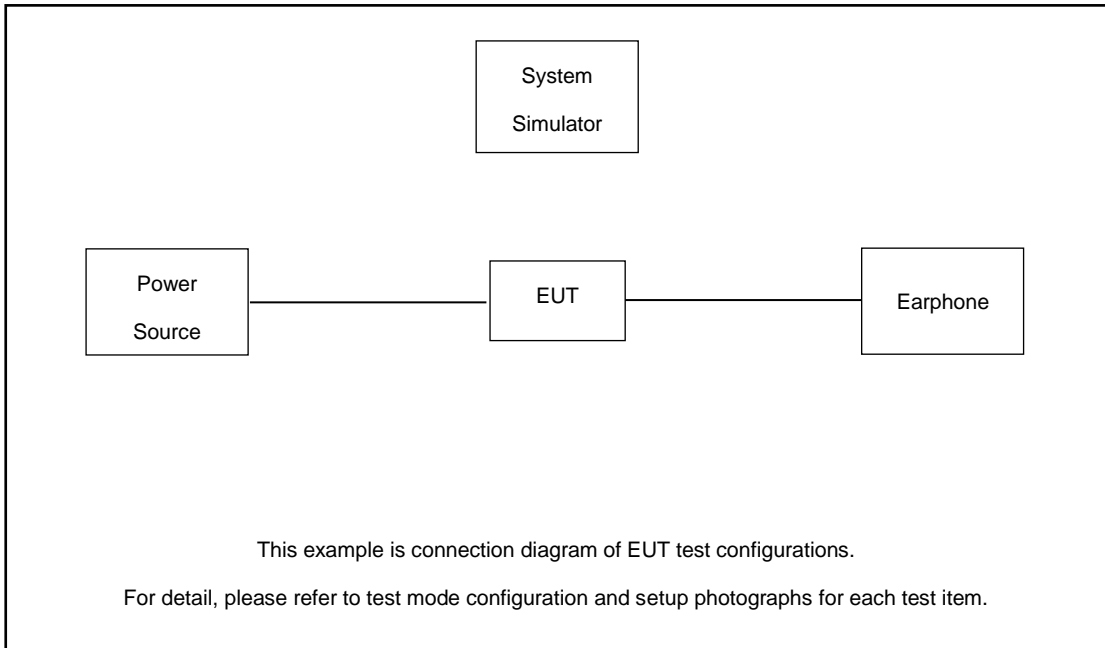 System
Simulator
Power
Source
EUT
Earphone
This example is connection diagram of EUT test configurations.
For detail, please refer to test mode configuration and setup photographs for each test item.